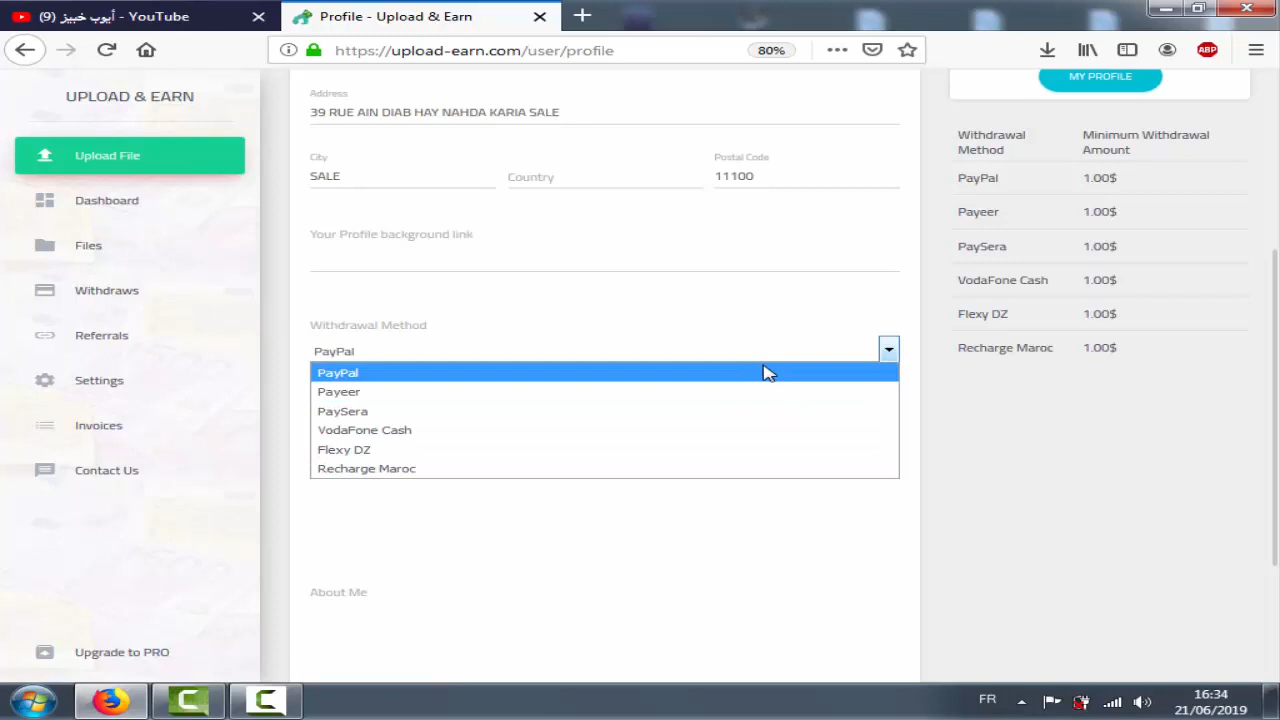 أيوب خبيز (9) - YouTube
Profile - Upload & Earn
https://upload-earn.com/user/profile
80%
ABP
UPLOAD & EARN
Upload File
Dashboard
Files
Withdraws
Referrals
Settings
Invoices
Contact Us
Upgrade to PRO
Address
39 RUE AIN DIAB HAY NAHDA KARIA SALE
City
SALE
Country
Postal Code
11100
Your Profile background link
Withdrawal Method
PayPal
PayPal
Payeer
PaySera
VodaFone Cash
Flexy DZ
Recharge Maroc
About Me
MY PROFILE
Withdrawal Method Minimum Withdrawal Amount
PayPal 1.00$
Payeer 1.00$
PaySera 1.00$
VodaFone Cash 1.00$
Flexy DZ 1.00$
Recharge Maroc 1.00$
FR
16:34
21/06/2019